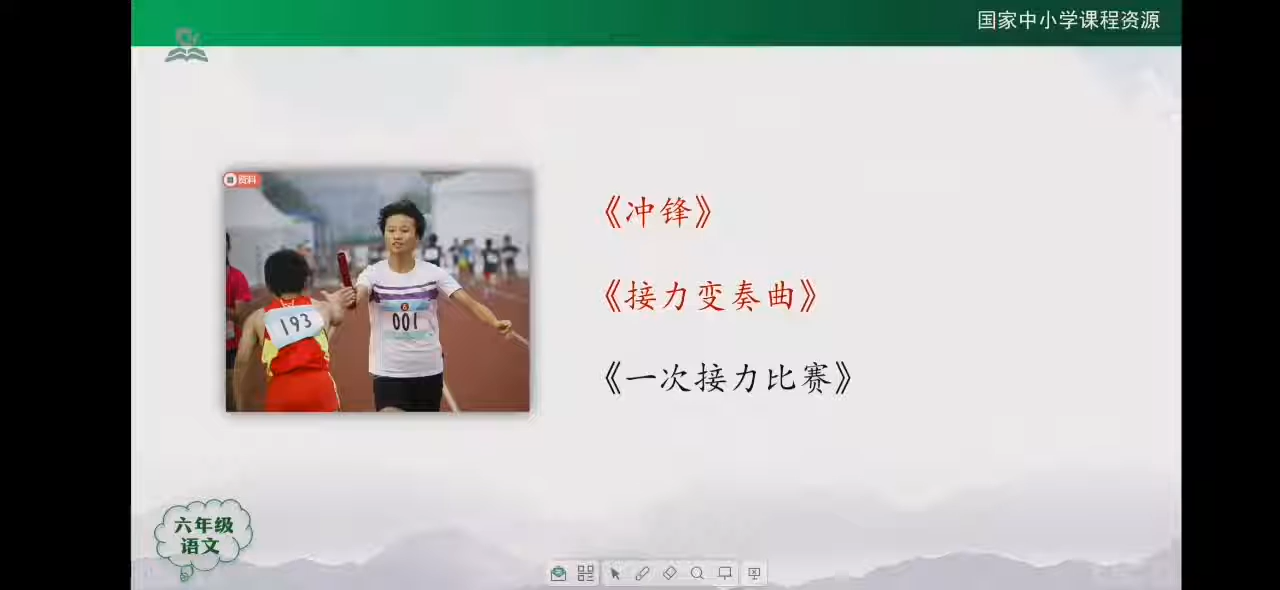 国家中小学课程资源
资料
193
001
《冲锋》
《接力变奏曲》
《一次接力比赛》
六年级
语文